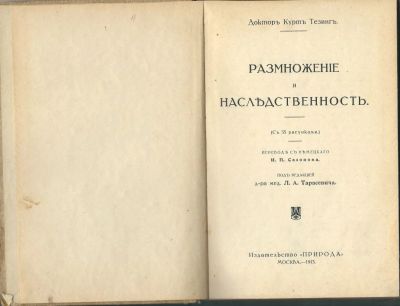 Докторъ Куртъ Тезингъ.
РАЗМНОЖЕНІЕ
и
НАСЛѢДСТВЕННОСТЬ.
(Съ 35 рисунками)
ПЕРЕВОДЪ СЪ НѢМЕЦКАГО
И. П. Сазонова.
ПОДЪ РЕДАКЦІЕЙ
д-ра мед. Л. А. Тарасевича.
Издательство «ПРИРОДА»
МОСКВА.—1913.